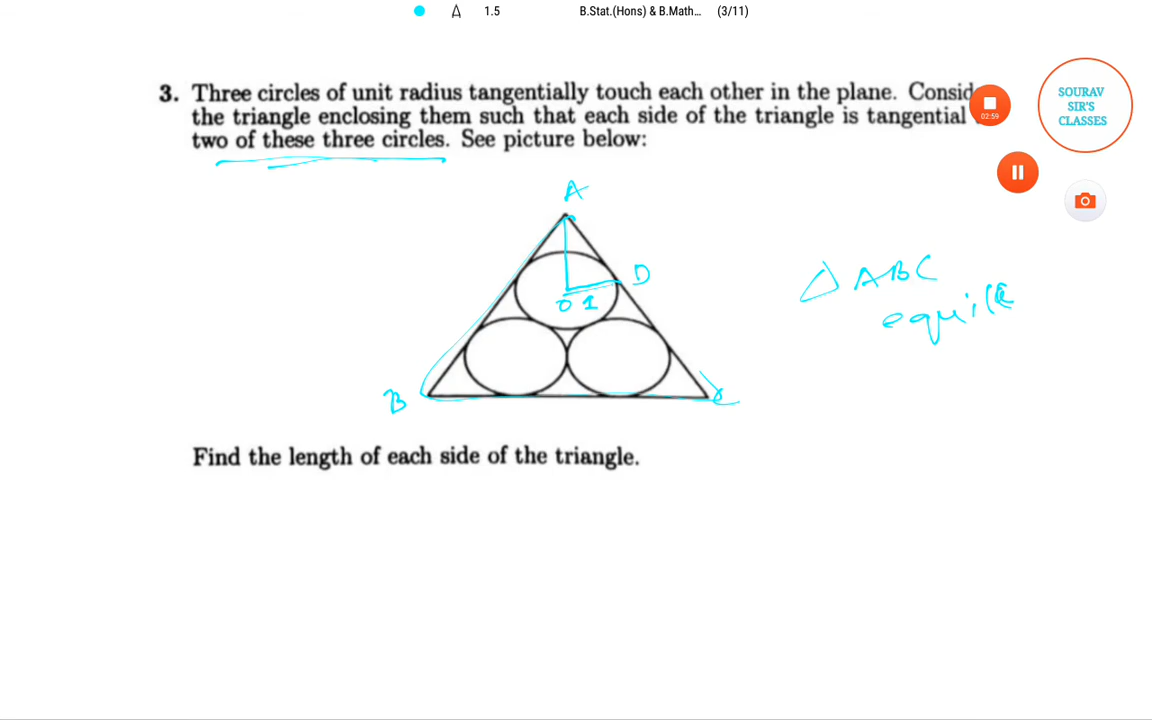 1.5 B.Stat.(Hons) & B.Math... (3/11)
3. Three circles of unit radius tangentially touch each other in the plane. Consid
the triangle enclosing them such that each side of the triangle is tangential
two of these three circles. See picture below:
02:59
SOURAV
SIR'S
CLASSES
A
D
O 1
B
C
△ ABC
Find the length of each side of the triangle.